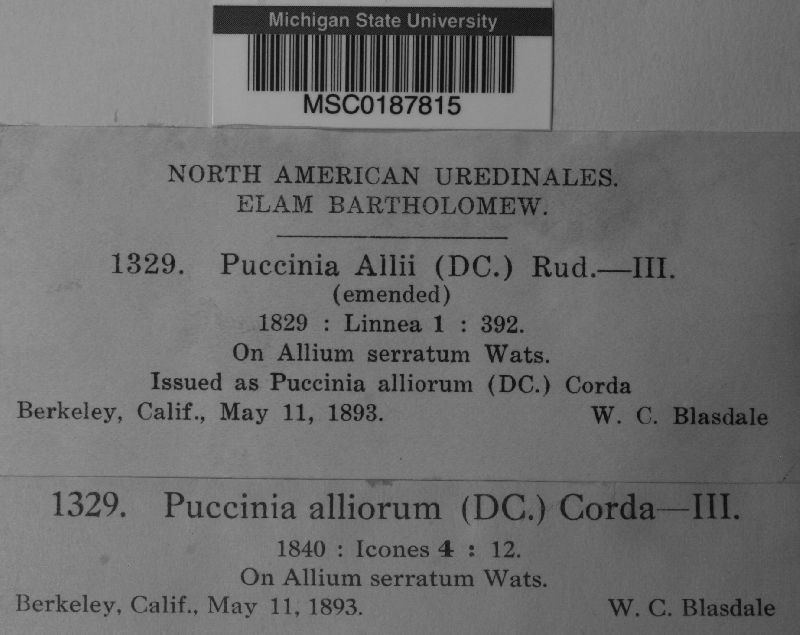 Michigan State University
MSC0187815
NORTH AMERICAN UREDINALES.
ELAM BARTHOLOMEW.
1329. Puccinia Allii (DC.) Rud.—III.
(emended)
1829 : Linnea 1 : 392.
On Allium serratum Wats.
Issued as Puccinia alliorum (DC.) Corda
Berkeley, Calif., May 11, 1893. W. C. Blasdale
1329. Puccinia alliorum (DC.) Corda—III.
1840 : Icones 4 : 12.
On Allium serratum Wats.
Berkeley, Calif., May 11, 1893. W. C. Blasdale